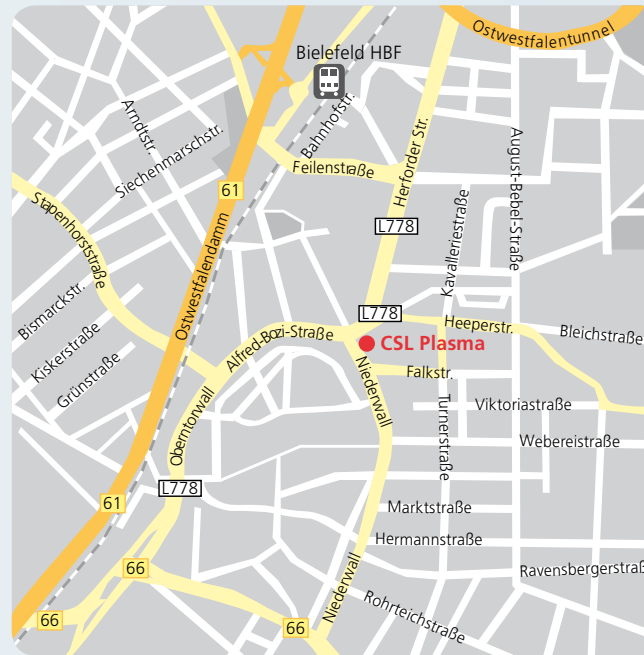 Ostwestfalentunnel
Bielefeld HBF
Arndtstr.
Bahnhofstr.
Siechenmarschstr.
Herforder Str.
August-Bebel-Straße
Feilenstraße
61
Stapenhorststraße
Kavalleriestraße
L778
Ostwestfalendamm
Bismarckstr.
L778
Heeperstr.
Bleichstraße
Alfred-Bozi-Straße
CSL Plasma
Kiskerstraße
Grünstraße
Niederwall
Falkstr.
Viktoriastraße
Turnerstraße
Oberntorwall
Webereistraße
L778
61
Marktstraße
Hermannstraße
66
Ravensbergerstraß
Niederwall
Rohrteichstraße
66
66